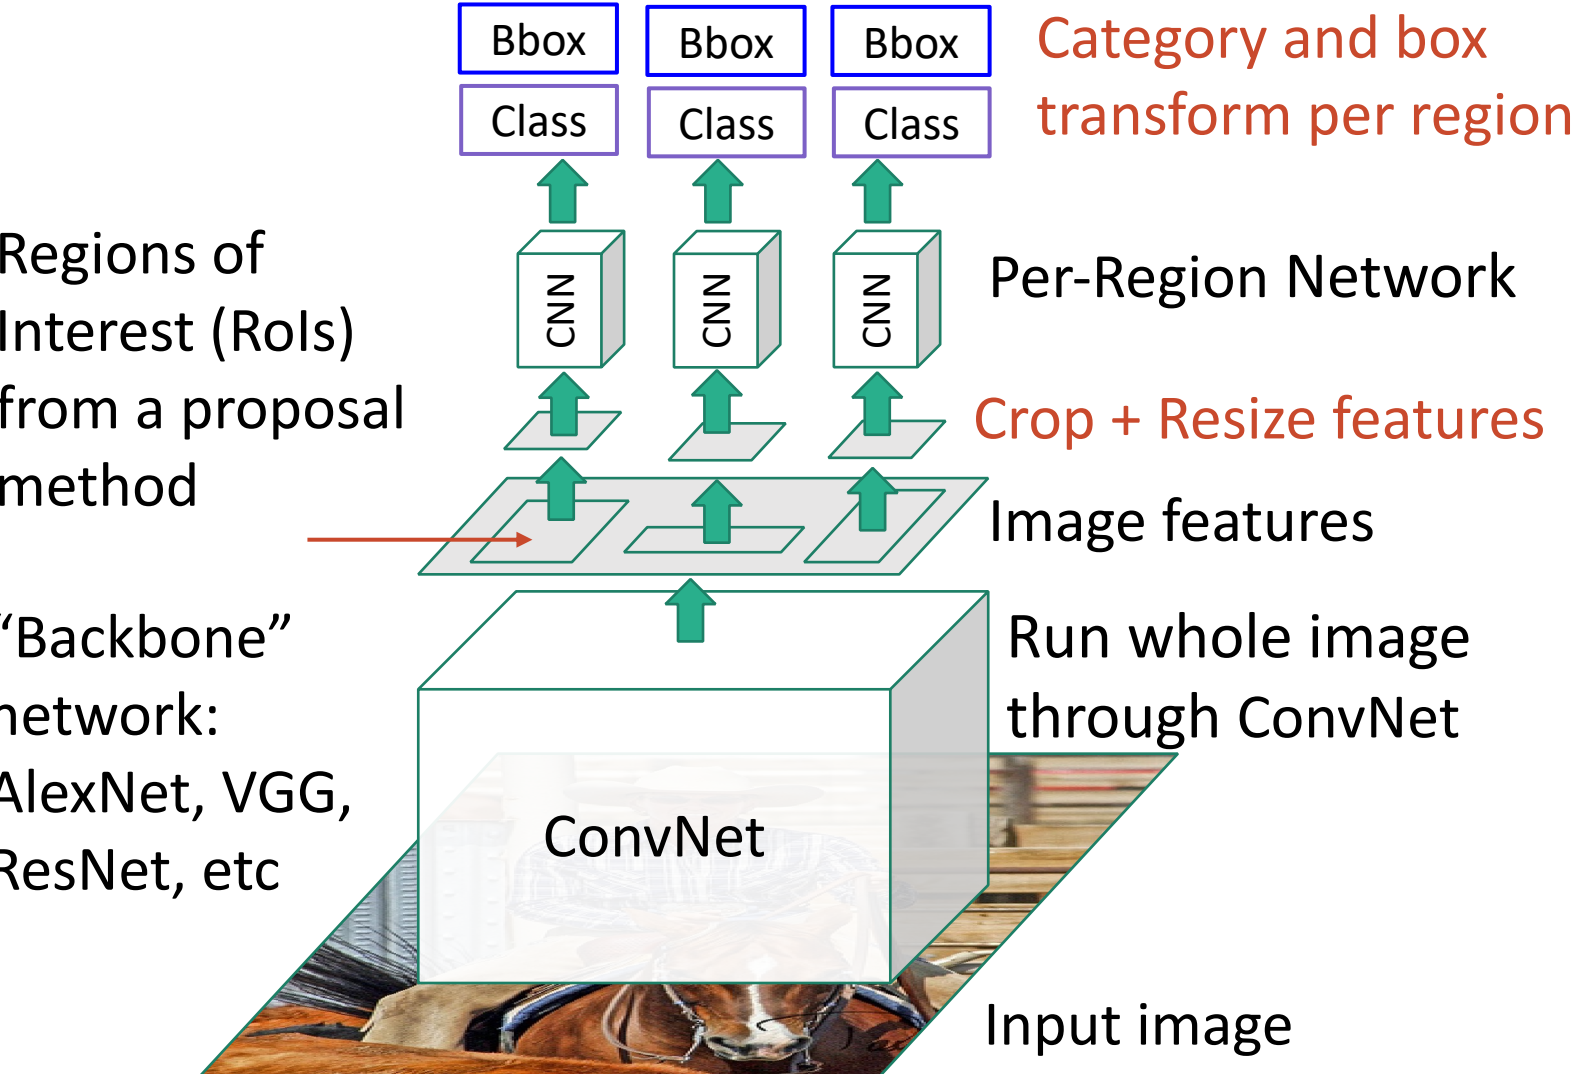 Bbox Bbox Bbox
Class Class Class
Category and box
transform per region
Regions of
Interest (RoIs)
from a proposal
method
CNN CNN CNN
Per-Region Network
Crop + Resize features
Image features
“Backbone”
network:
AlexNet, VGG,
ResNet, etc
Run whole image
through ConvNet
ConvNet
Input image